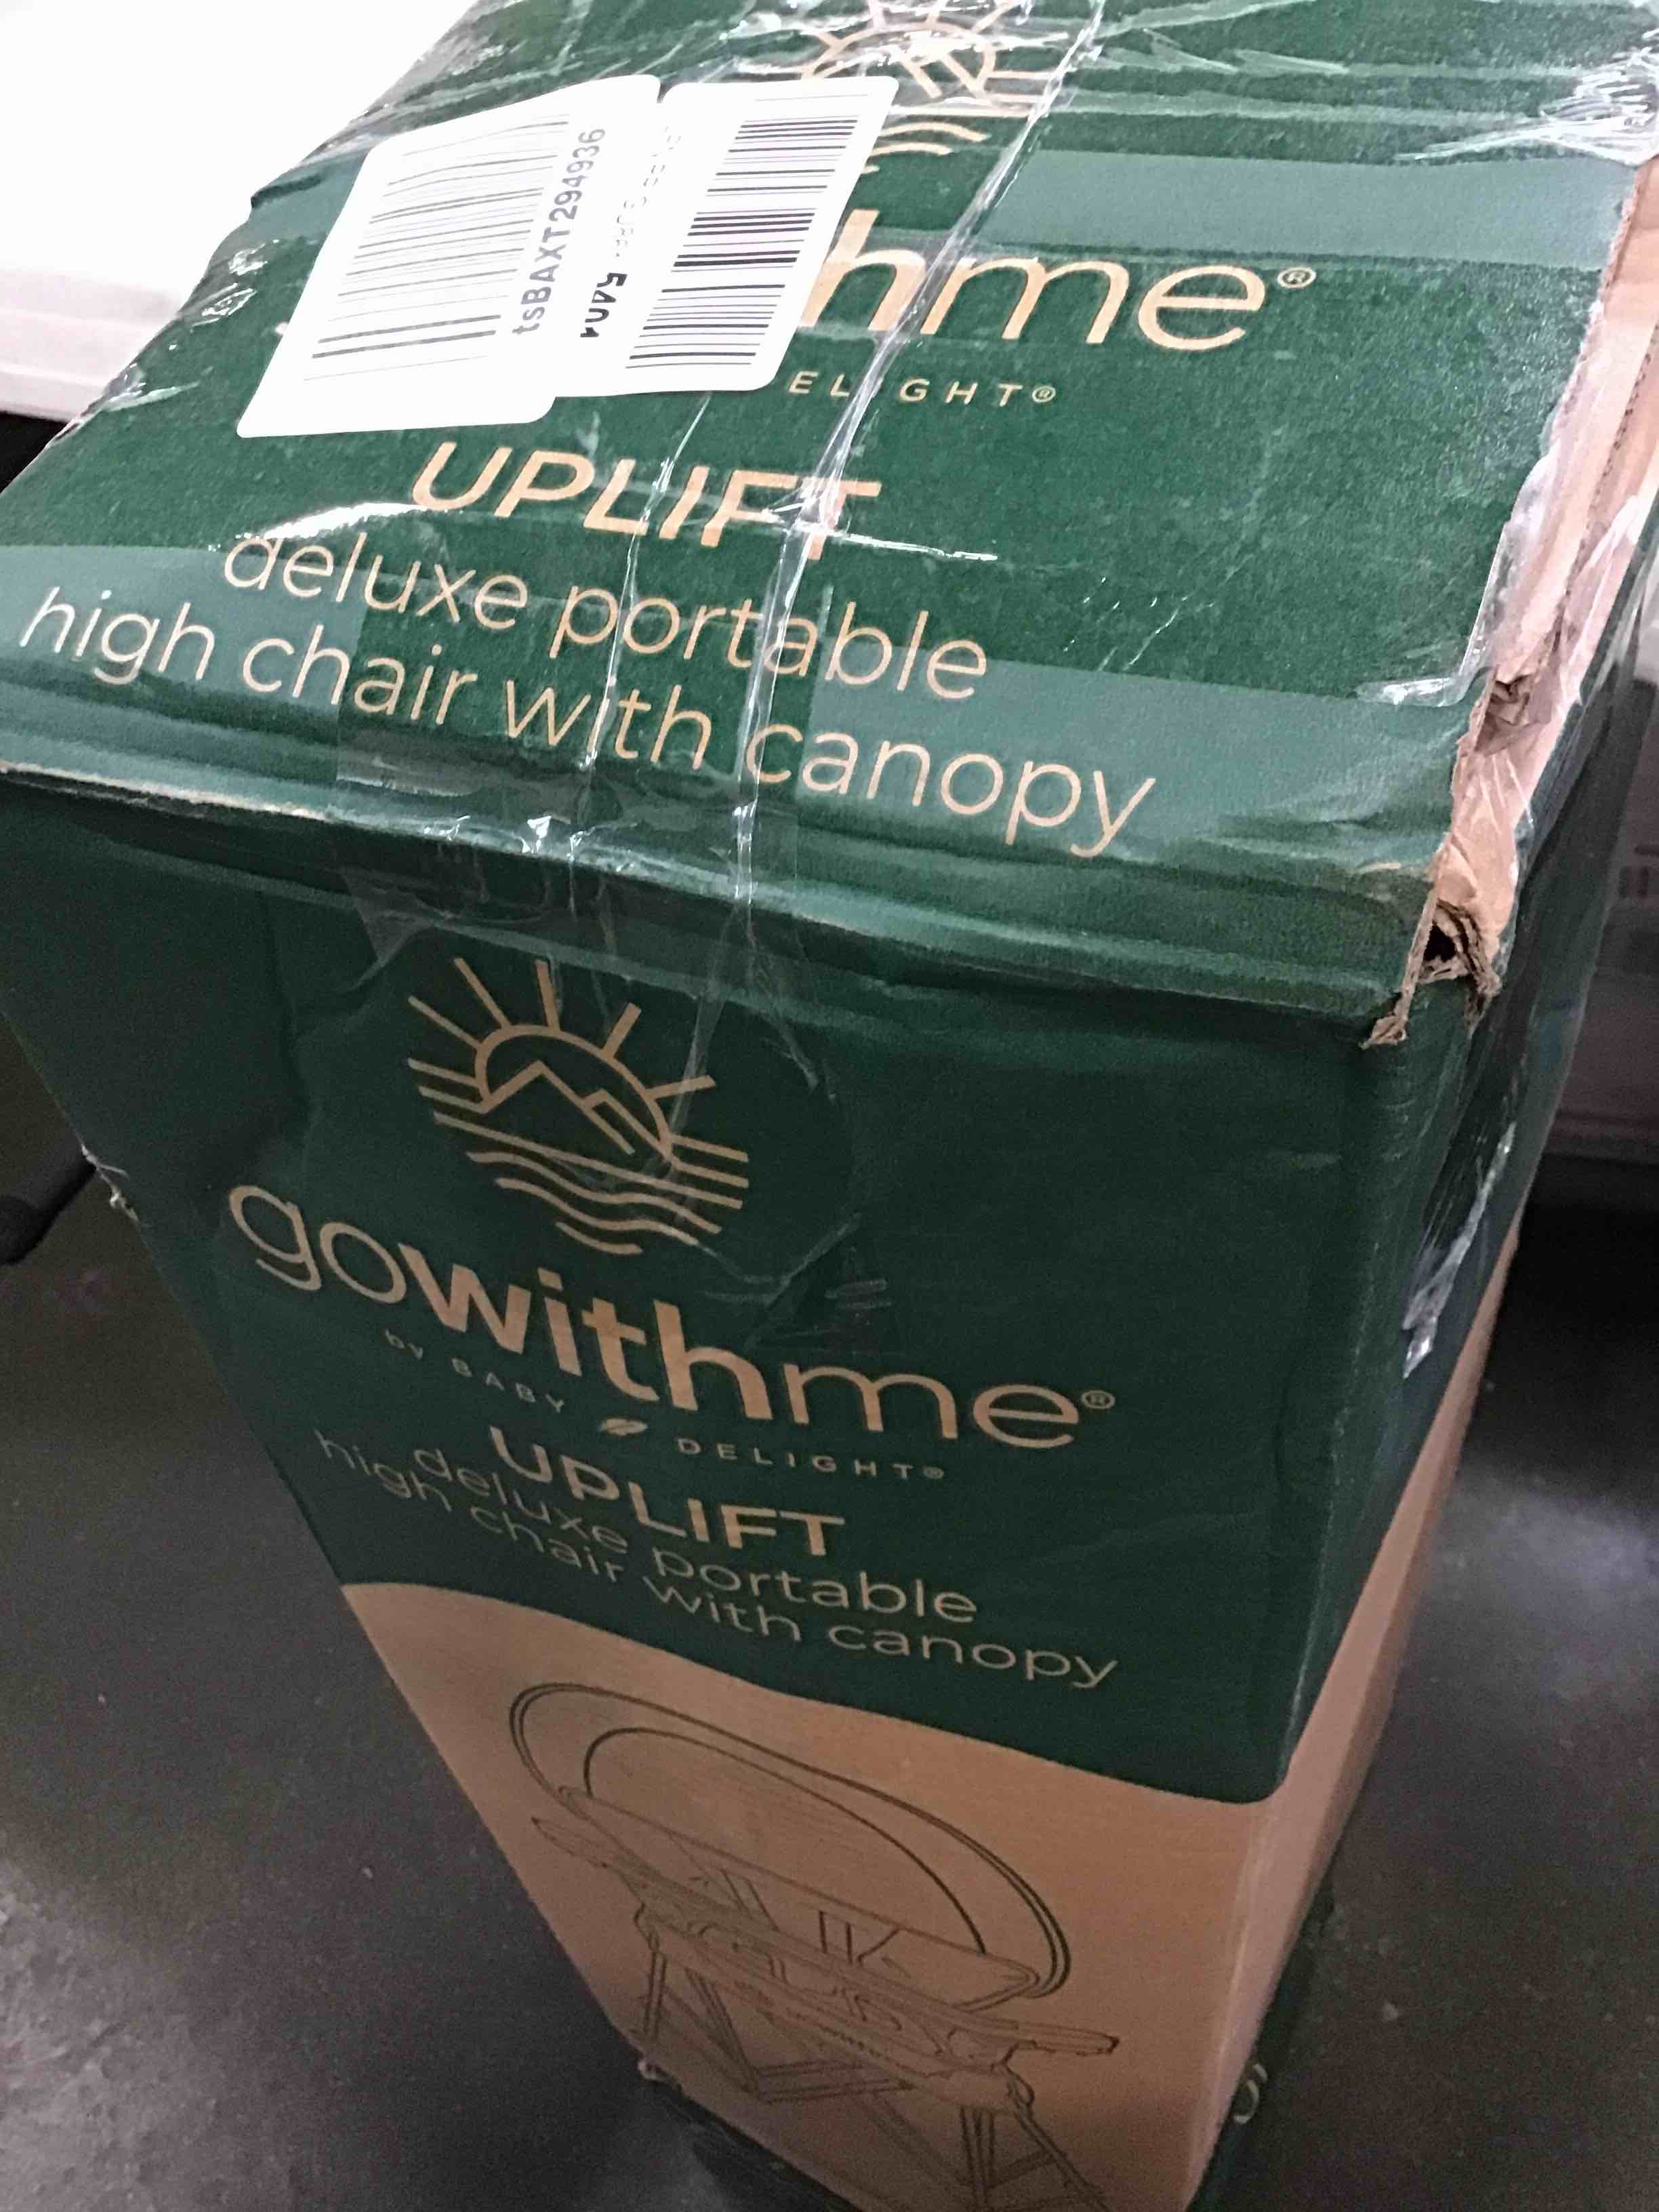 tsBAXT294936
hme®
ELIGHT®
UPLIFT
deluxe portable
high chair with canopy
gowithme®
by BABY DELIGHT®
UPLIFT
deluxe portable
high chair with canopy